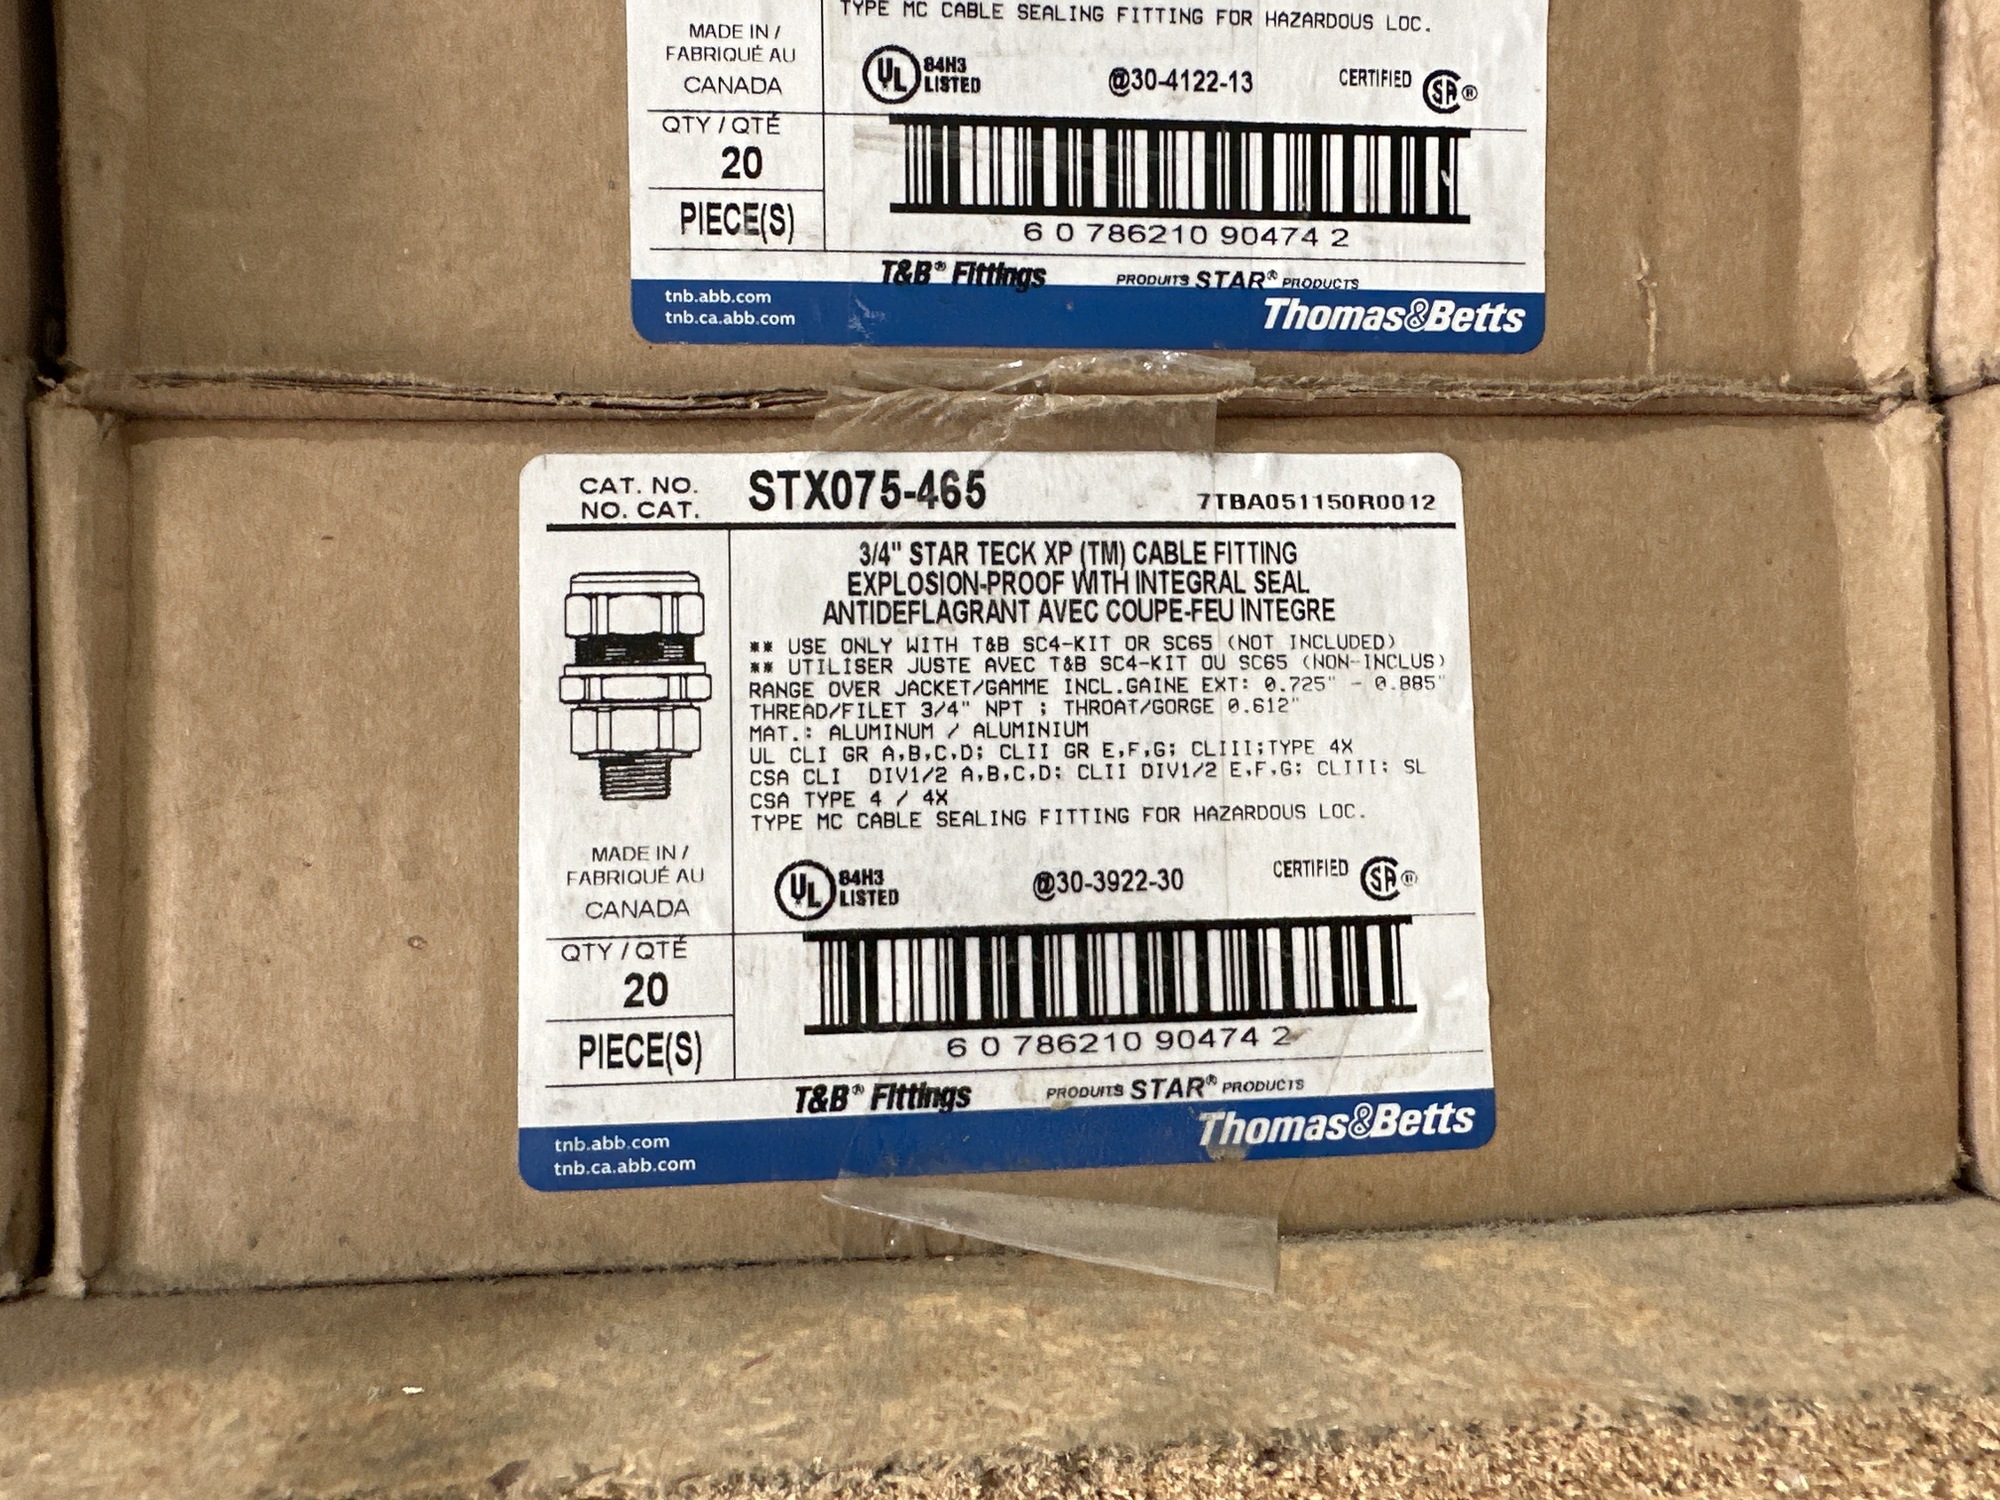 TYPE MC CABLE SEALING FITTING FOR HAZARDOUS LOC.
MADE IN /
FABRIQUÉ AU
CANADA
UL 84H3
LISTED
@30-4122-13
CERTIFIED SA®
QTY / QTÉ
20
PIECE(S)
6 0 786210 90474 2
T&B® Fittings
PRODUITS STAR® PRODUCTS
tnb.abb.com
tnb.ca.abb.com
Thomas&Betts
CAT. NO.
NO. CAT.
STX075-465
7TBA051150R0012
3/4" STAR TECK XP (TM) CABLE FITTING
EXPLOSION-PROOF WITH INTEGRAL SEAL
ANTIDEFLAGRANT AVEC COUPE-FEU INTEGRE
** USE ONLY WITH T&B SC4-KIT OR SC65 (NOT INCLUDED)
** UTILISER JUSTE AVEC T&B SC4-KIT OU SC65 (NON-INCLUS)
RANGE OVER JACKET/GAMME INCL.GAINE EXT: 0.725" - 0.885"
THREAD/FILET 3/4" NPT ; THROAT/GORGE 0.612"
MAT.: ALUMINUM / ALUMINIUM
UL CLI GR A,B,C,D; CLII GR E,F,G; CLIII;TYPE 4X
CSA CLI DIV1/2 A,B,C,D; CLII DIV1/2 E,F,G; CLIII; SL
CSA TYPE 4 / 4X
TYPE MC CABLE SEALING FITTING FOR HAZARDOUS LOC.
MADE IN /
FABRIQUÉ AU
CANADA
UL 84H3
LISTED
@30-3922-30
CERTIFIED SA®
QTY / QTÉ
20
PIECE(S)
6 0 786210 90474 2
T&B® Fittings
PRODUITS STAR® PRODUCTS
tnb.abb.com
tnb.ca.abb.com
Thomas&Betts